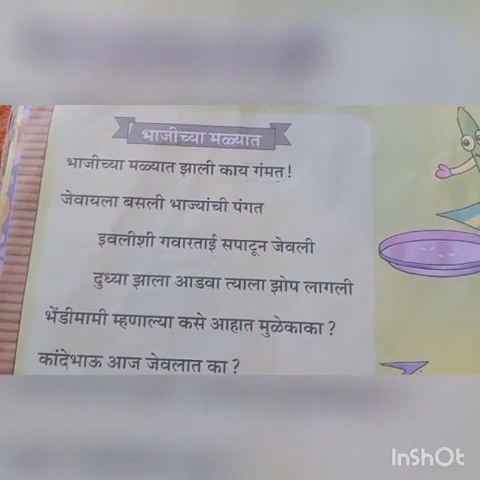 भाजीच्या मळ्यात
भाजीच्या मळ्यात झाली काय गंमत!
जेवायला बसली भाज्यांची पंगत
इवलीशी गवारताई सपाटून जेवली
दुध्या झाला आडवा त्याला झोप लागली
भेंडीमामी म्हणाल्या कसे आहात मुळेकाका?
कांदेभाऊ आज जेवलात का?
InShOt